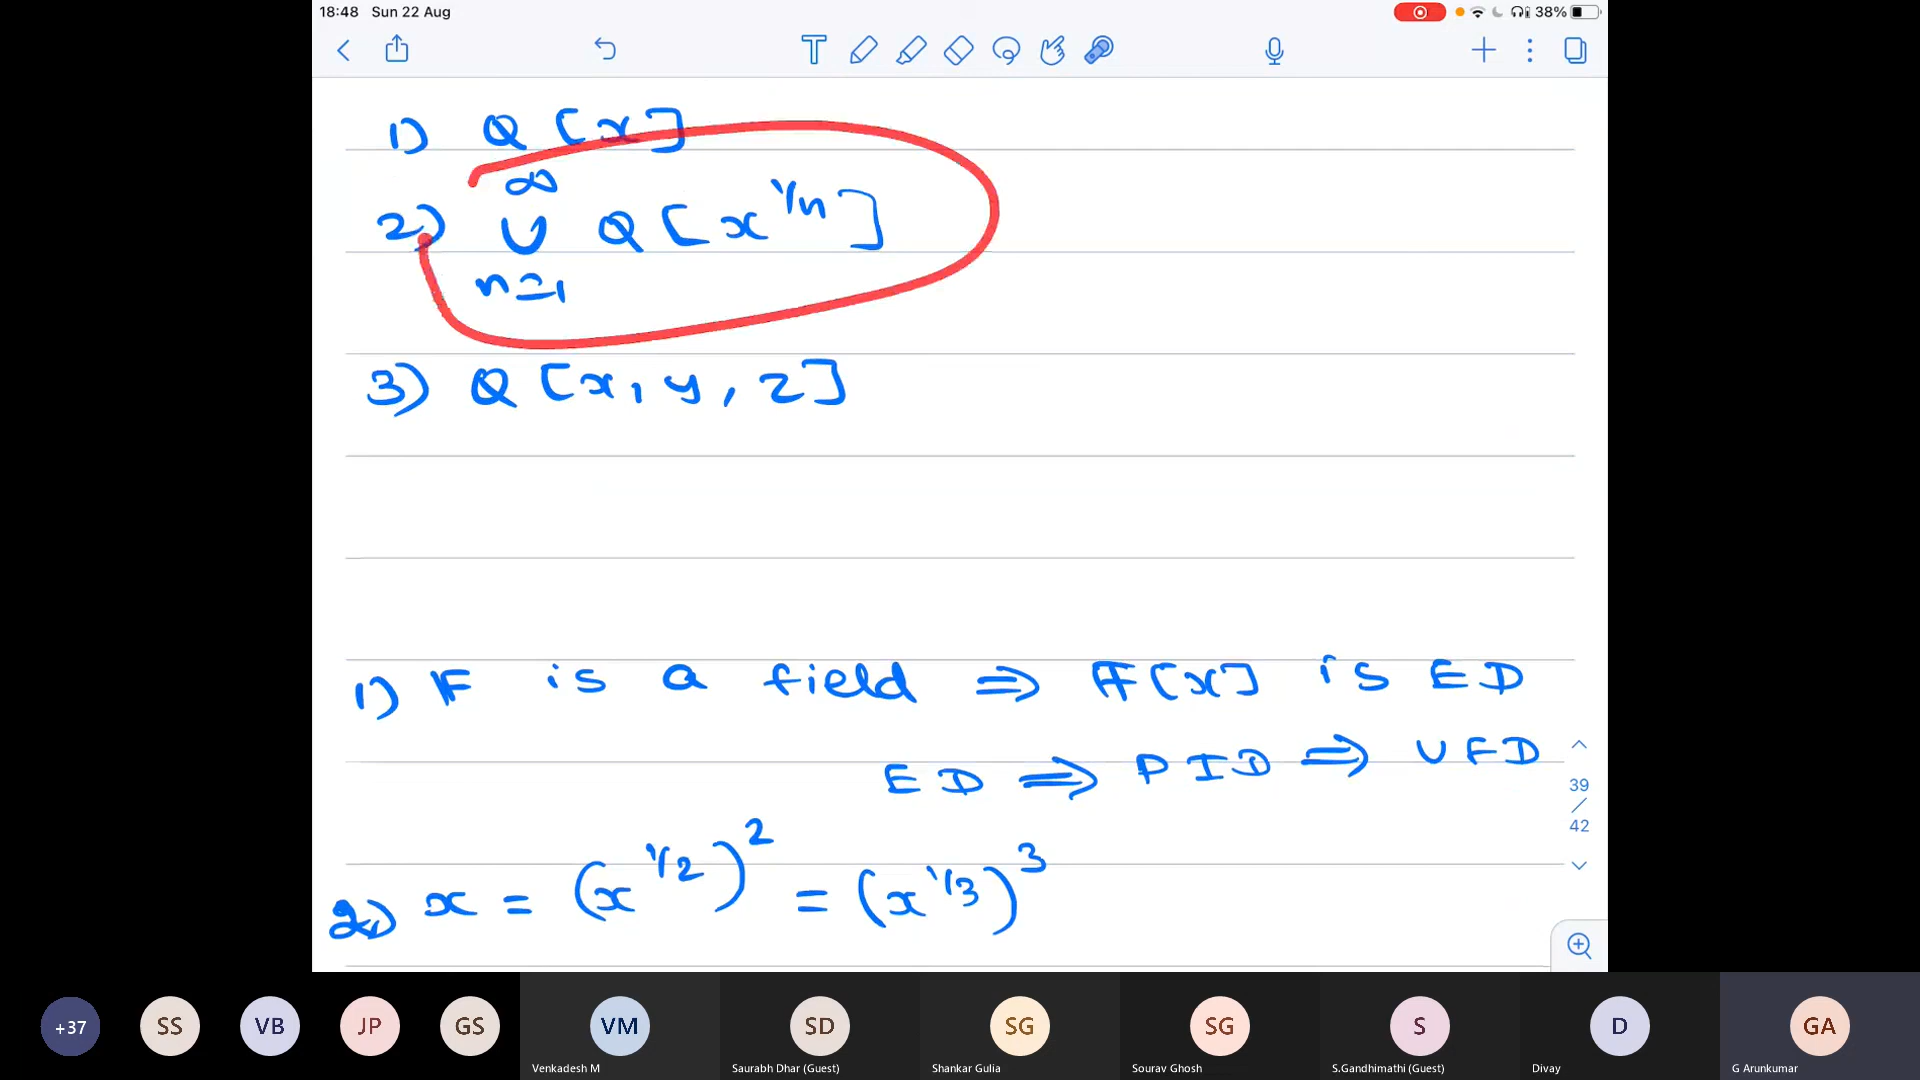 18:48 Sun 22 Aug 38%
1) Q [x]
∞
2) ∪ Q [x^{1/n}]
n=1
3) Q [x, y, z]
1) F is a field ⇒ F[x] is ED
ED ⇒ PID ⇒ UFD
39
/
42
2) x = (x^{1/2})^2 = (x^{1/3})^3
+37 SS VB JP GS VM SD SG SG S D GA
Venkadesh M Saurabh Dhar (Guest) Shankar Gulia Sourav Ghosh S.Gandhimathi (Guest) Divay G Arunkumar